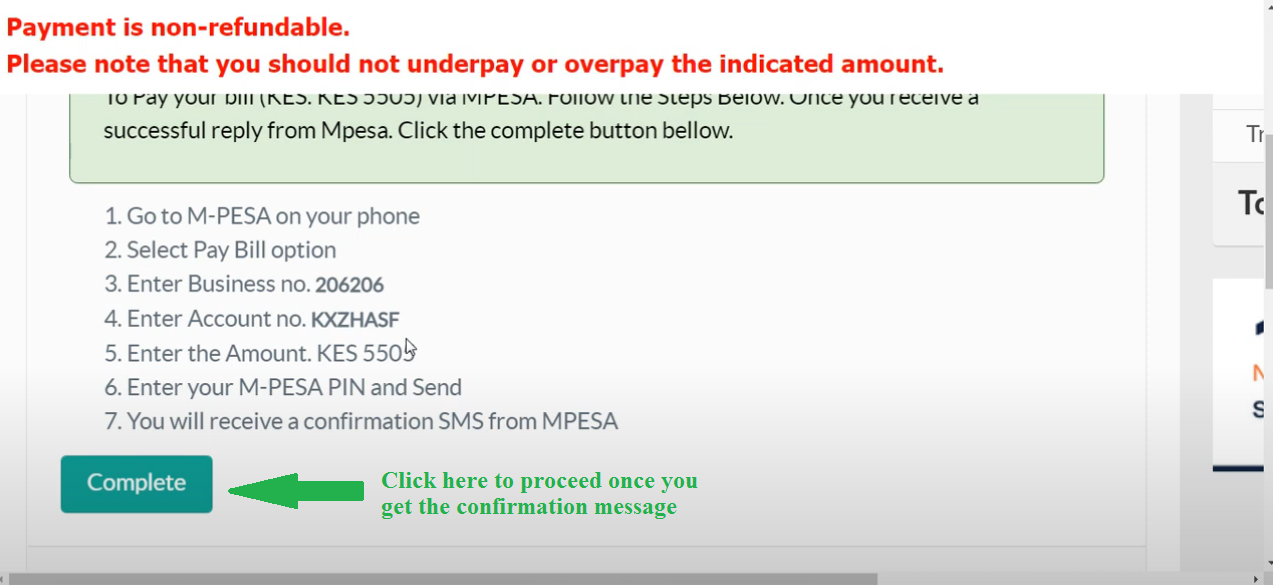 Payment is non-refundable.
Please note that you should not underpay or overpay the indicated amount.
To Pay your bill (KES. KES 5505) via MPESA. Follow the Steps Below. Once you receive a
successful reply from Mpesa. Click the complete button bellow.
1. Go to M-PESA on your phone
2. Select Pay Bill option
3. Enter Business no. 206206
4. Enter Account no. KXZHASF
5. Enter the Amount. KES 5505
6. Enter your M-PESA PIN and Send
7. You will receive a confirmation SMS from MPESA
Complete
Click here to proceed once you
get the confirmation message